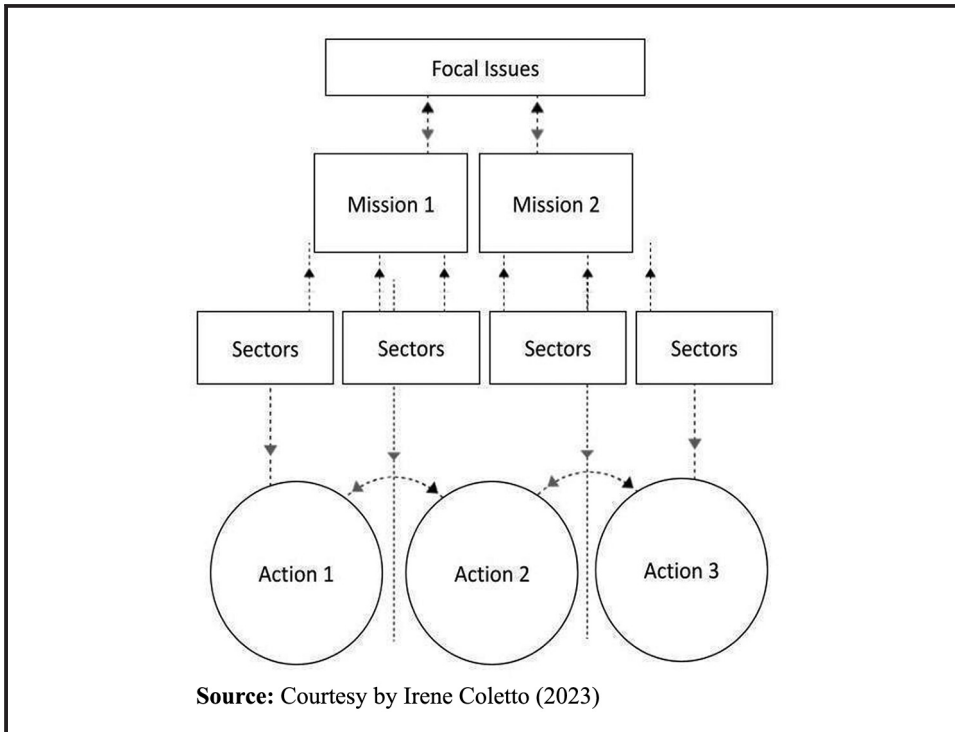 Focal Issues
Mission 1
Mission 2
Sectors
Sectors
Sectors
Sectors
Action 1
Action 2
Action 3
Source: Courtesy by Irene Coletto (2023)